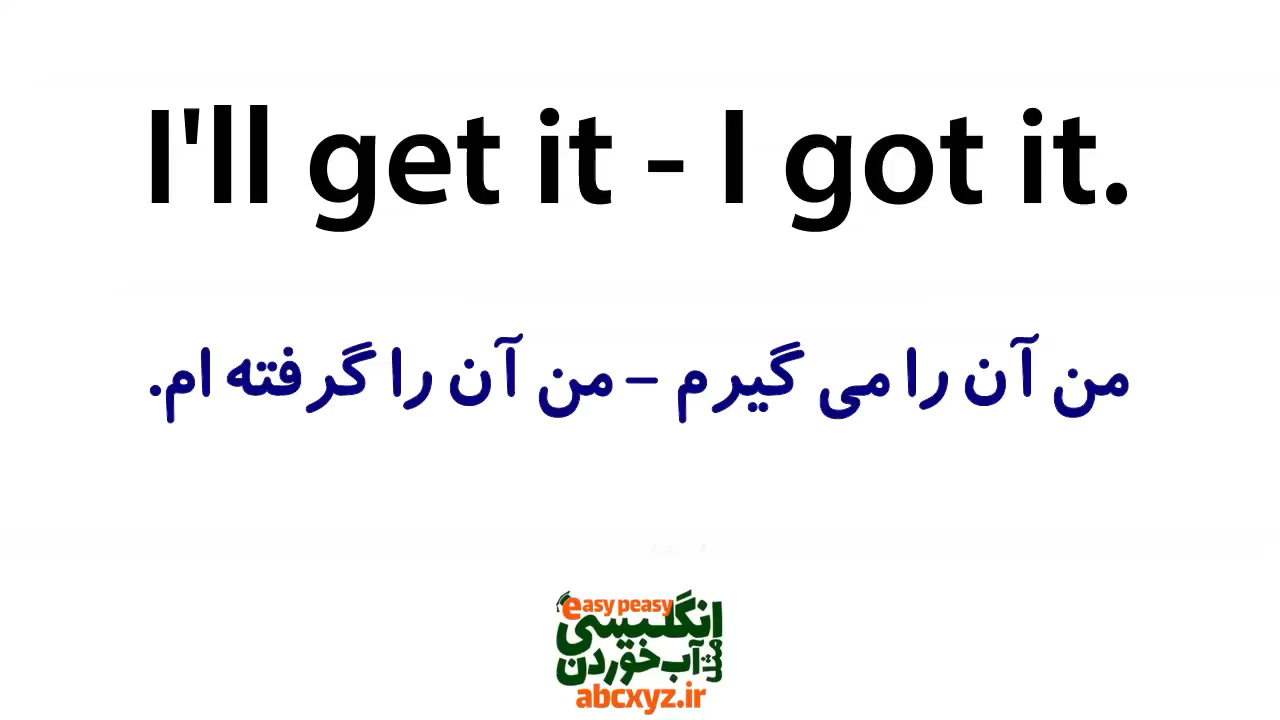 I'll get it - I got it.
من آن را می گیرم – من آن را گرفته ام.
easy peasy
انگلیسی
مثل آب خوردن
abcxyz.ir